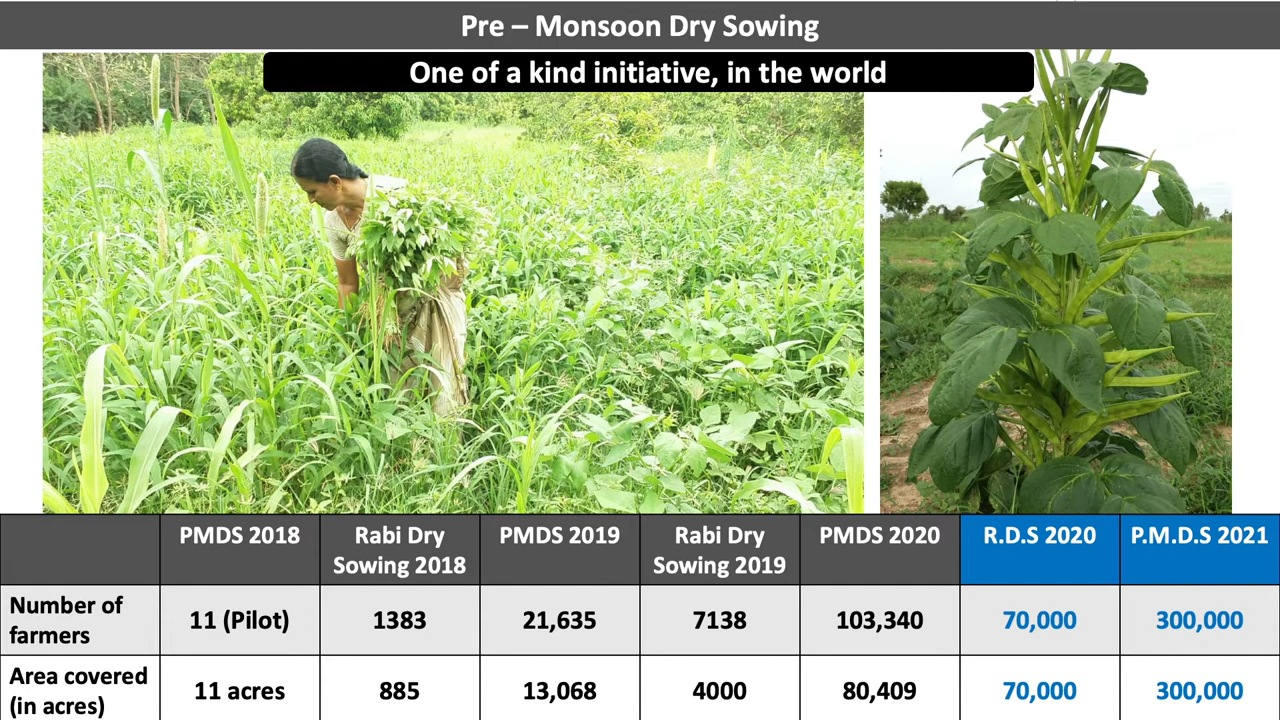 Pre – Monsoon Dry Sowing
One of a kind initiative, in the world
PMDS 2018 Rabi Dry Sowing 2018 PMDS 2019 Rabi Dry Sowing 2019 PMDS 2020 R.D.S 2020 P.M.D.S 2021
Number of farmers 11 (Pilot) 1383 21,635 7138 103,340 70,000 300,000
Area covered (in acres) 11 acres 885 13,068 4000 80,409 70,000 300,000